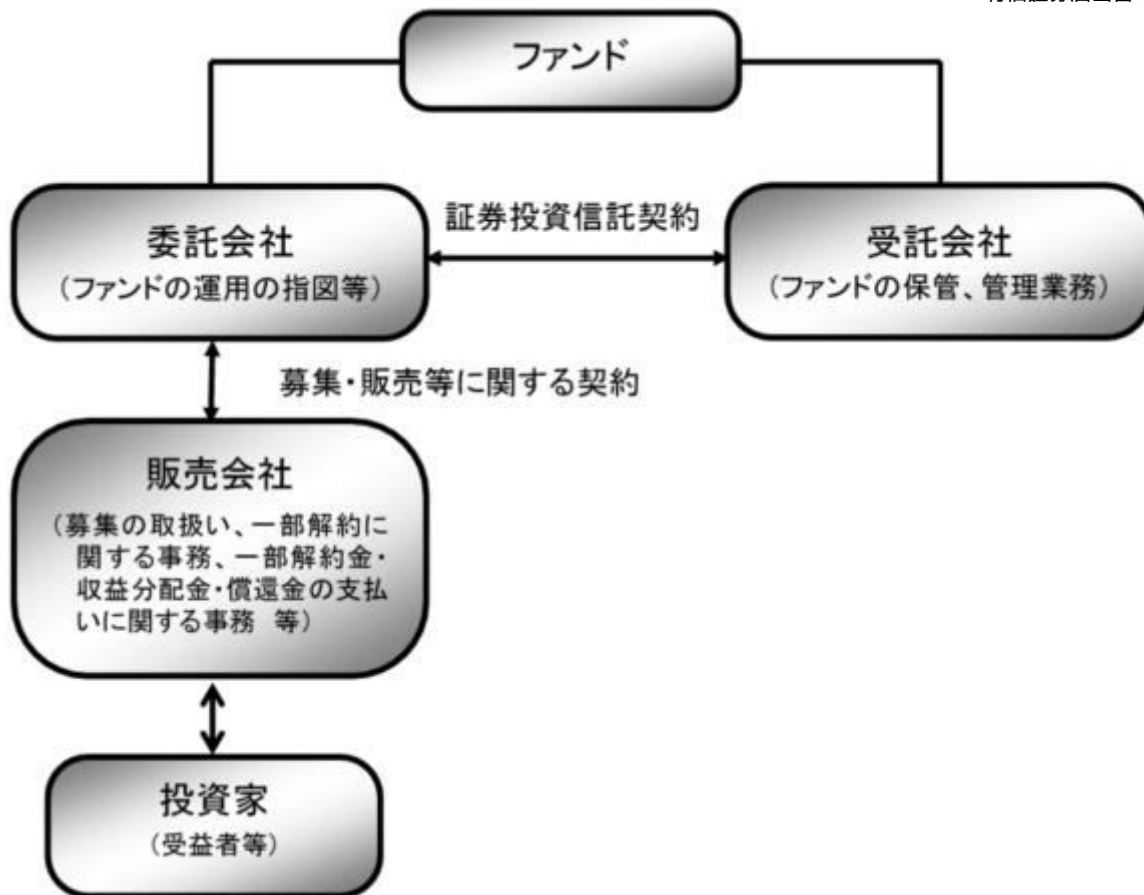 ファンド
委託会社
(ファンドの運用の指図等)
証券投資信託契約
受託会社
(ファンドの保管、管理業務)
募集・販売等に関する契約
販売会社
(募集の取扱い、一部解約に
関する事務、一部解約金・
収益分配金・償還金の支払
いに関する事務 等)
投資家
(受益者等)